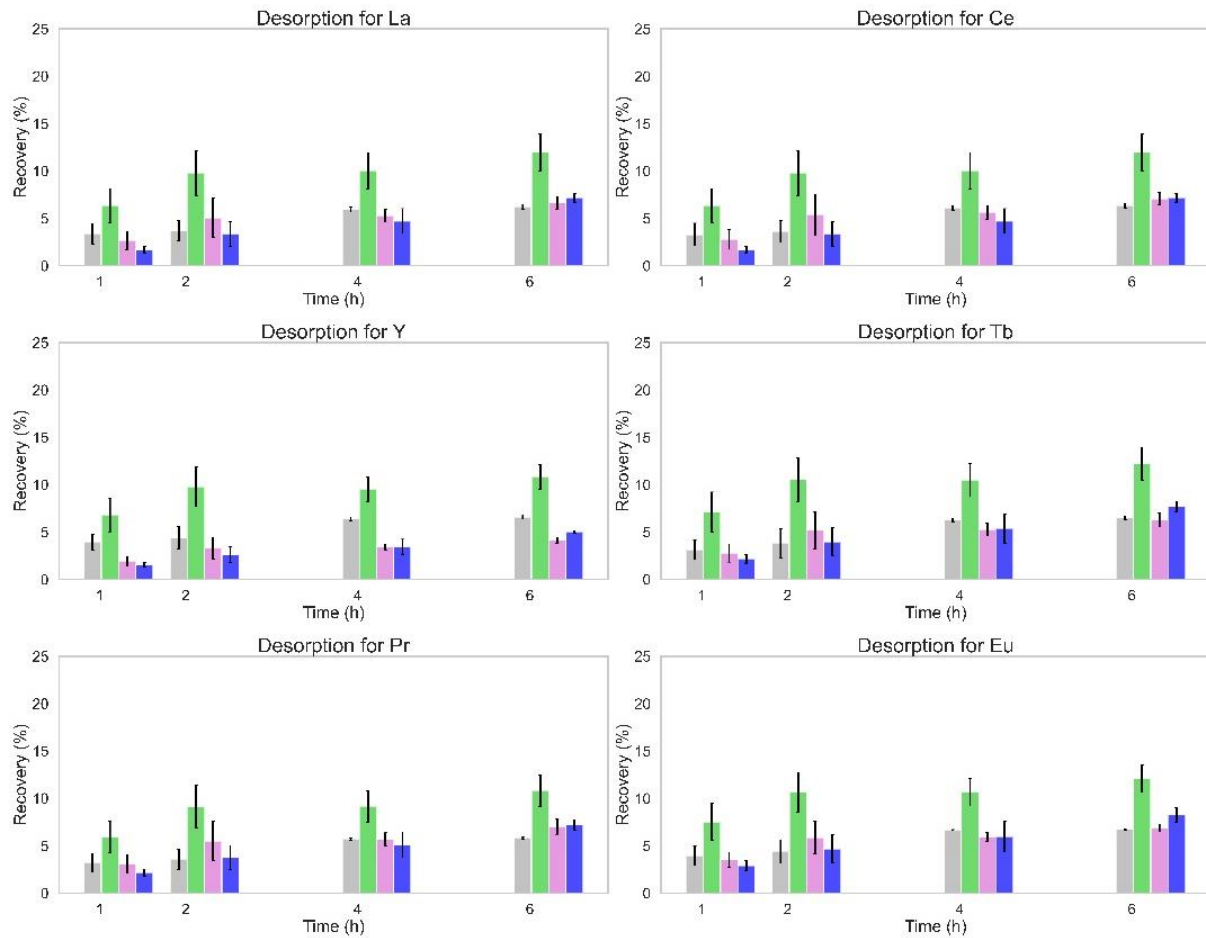 Desorption for La
25
20
15
10
5
0
Recovery (%)
1 2 4 6
Time (h)
Desorption for Ce
25
20
15
10
5
0
Recovery (%)
1 2 4 6
Time (h)
Desorption for Y
25
20
15
10
5
0
Recovery (%)
1 2 4 6
Time (h)
Desorption for Tb
25
20
15
10
5
0
Recovery (%)
1 2 4 6
Time (h)
Desorption for Pr
25
20
15
10
5
0
Recovery (%)
1 2 4 6
Time (h)
Desorption for Eu
25
20
15
10
5
0
Recovery (%)
1 2 4 6
Time (h)